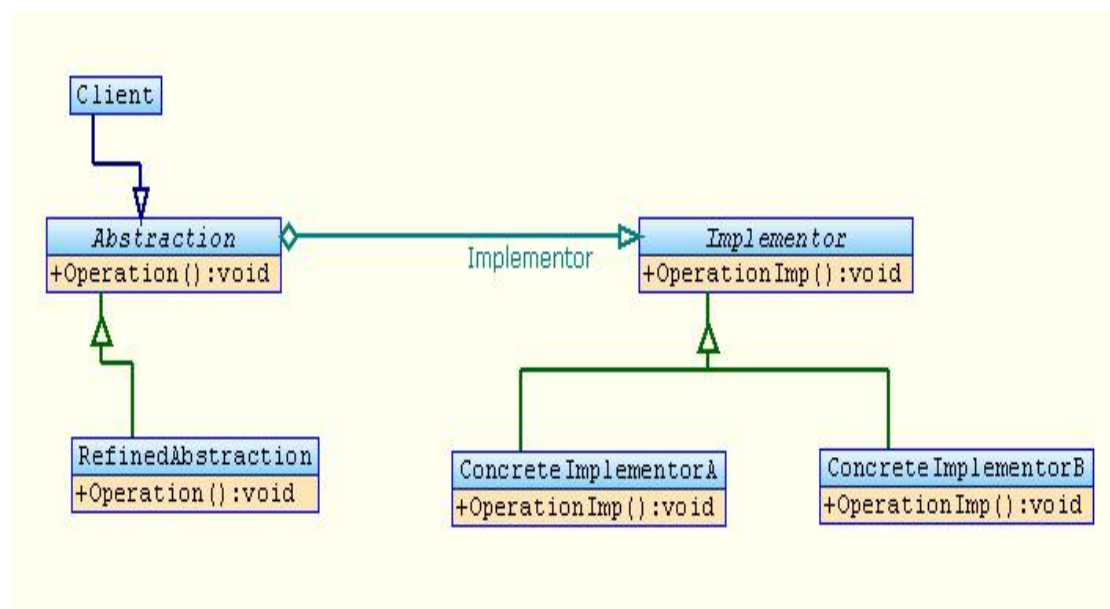 Client
Abstraction
+Operation():void
Implementor
Implementor
+OperationImp():void
RefinedAbstraction
+Operation():void
ConcreteImplementorA
+OperationImp():void
ConcreteImplementorB
+OperationImp():void